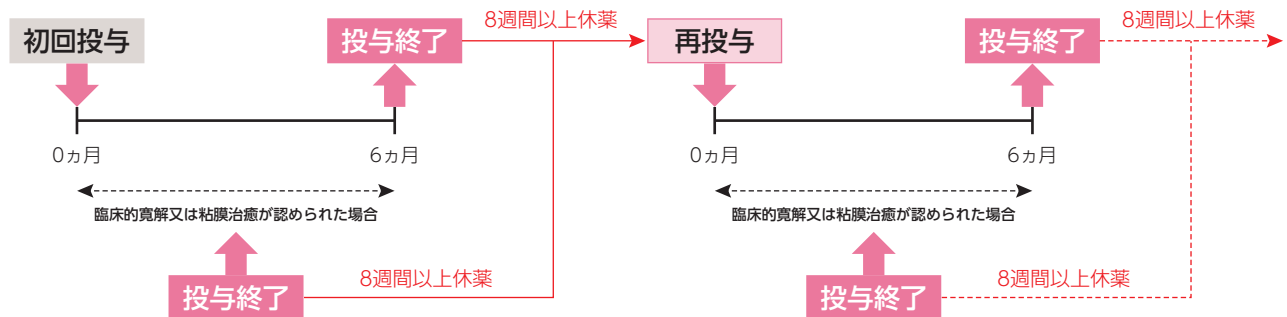 8週間以上休薬
8週間以上休薬
初回投与
投与終了
再投与
投与終了
0ヵ月
6ヵ月
0ヵ月
6ヵ月
臨床的寛解又は粘膜治癒が認められた場合
臨床的寛解又は粘膜治癒が認められた場合
8週間以上休薬
8週間以上休薬
投与終了
投与終了